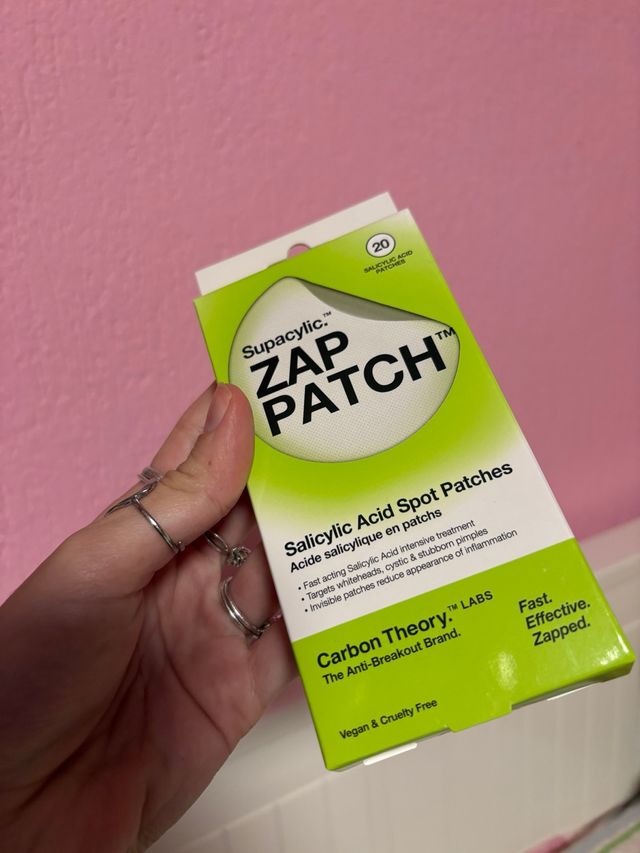 20
SALICYLIC ACID
PATCHES
Supacylic.™
ZAP
PATCH™
Salicylic Acid Spot Patches
Acide salicylique en patchs
• Fast acting Salicylic Acid intensive treatment
• Targets whiteheads, cystic & stubborn pimples
• Invisible patches reduce appearance of inflammation
Carbon Theory.™ LABS
The Anti-Breakout Brand.
Fast.
Effective.
Zapped.
Vegan & Cruelty Free